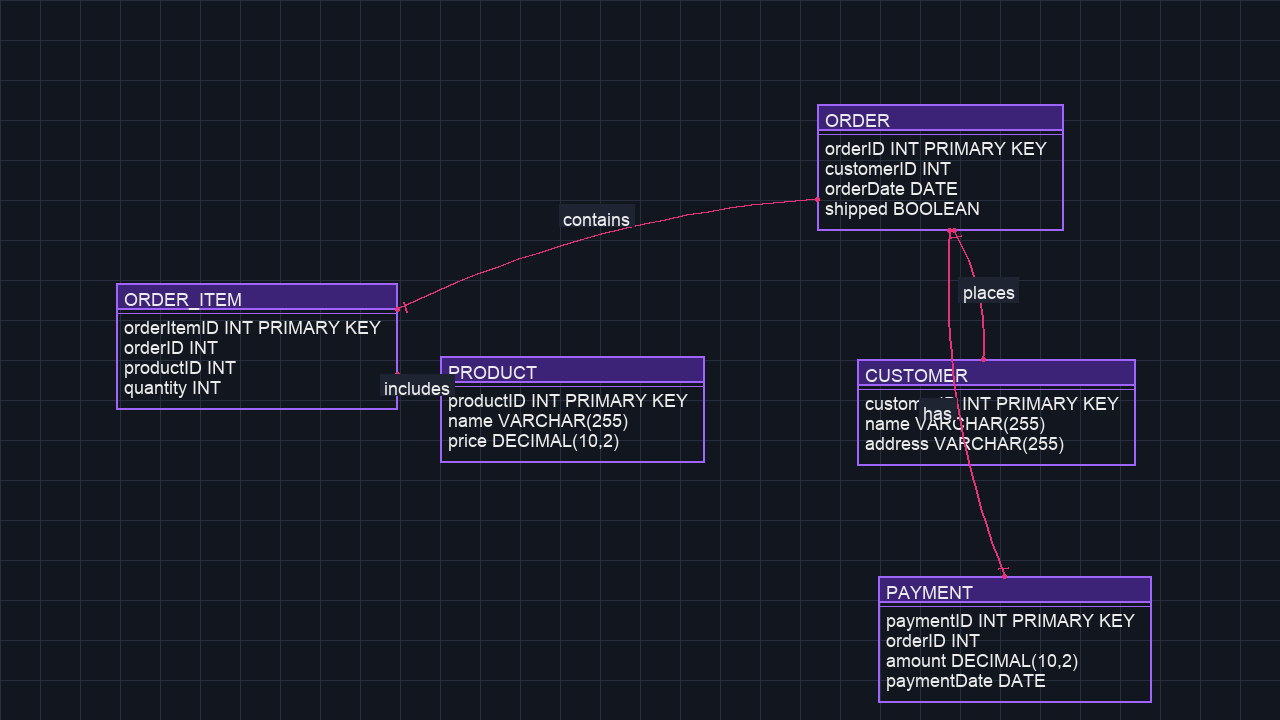 ORDER
orderID INT PRIMARY KEY
customerID INT
orderDate DATE
shipped BOOLEAN
contains
places
ORDER_ITEM
orderItemID INT PRIMARY KEY
orderID INT
productID INT
quantity INT
includes
PRODUCT
productID INT PRIMARY KEY
name VARCHAR(255)
price DECIMAL(10,2)
CUSTOMER
INT PRIMARY KEY
has
name VARCHAR(255)
address VARCHAR(255)
PAYMENT
paymentID INT PRIMARY KEY
orderID INT
amount DECIMAL(10,2)
paymentDate DATE